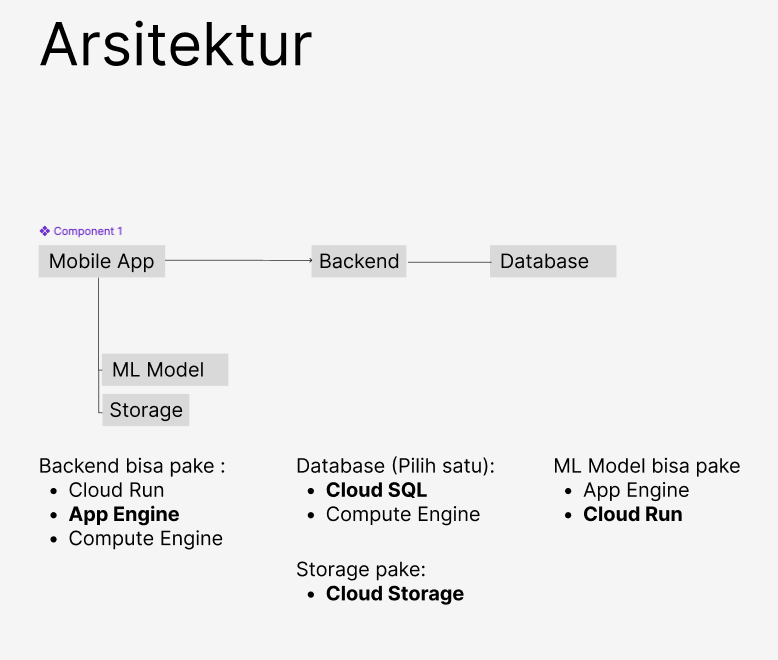 Arsitektur
Component 1
Mobile App
Backend
Database
ML Model
Storage
Backend bisa pake :
• Cloud Run
• App Engine
• Compute Engine
Database (Pilih satu):
• Cloud SQL
• Compute Engine
Storage pake:
• Cloud Storage
ML Model bisa pake
• App Engine
• Cloud Run